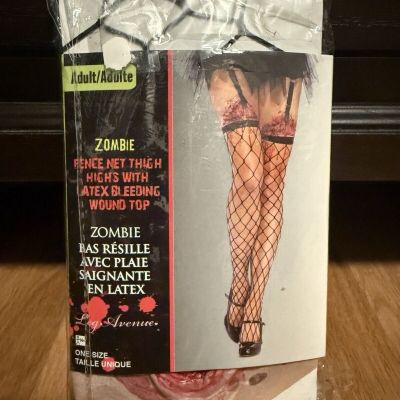 Adult/Adulte
ZOMBIE
FENCE NET THIGH
HIGHS WITH
LATEX BLEEDING
WOUND TOP
ZOMBIE
BAS RÉSILLE
AVEC PLAIE
SAIGNANTE
EN LATEX
Leg Avenue
ONE SIZE
TAILLE UNIQUE